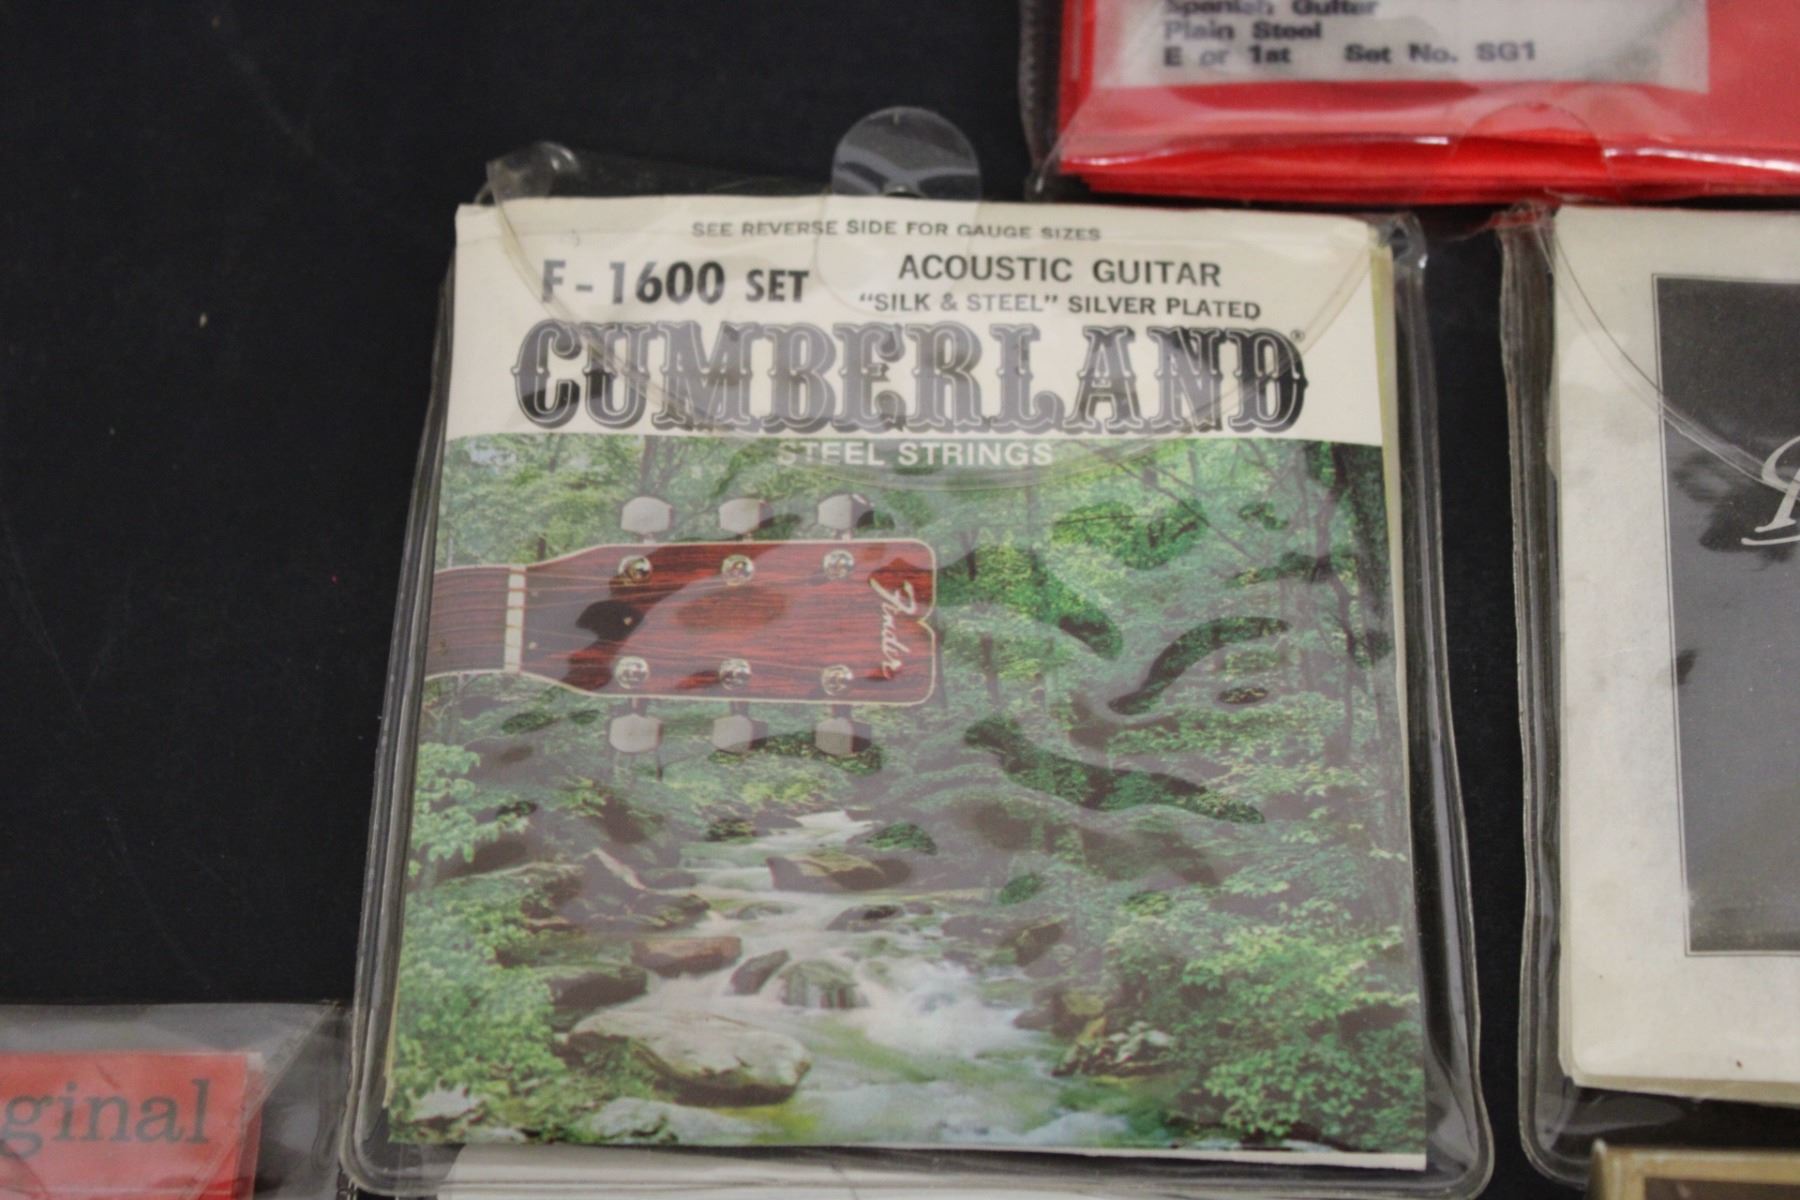 Spanish Guitar
Plain Steel
E or 1st Set No. SG1
SEE REVERSE SIDE FOR GAUGE SIZES
F-1600 SET
ACOUSTIC GUITAR
"SILK & STEEL" SILVER PLATED
CUMBERLAND®
STEEL STRINGS
Fender
ginal